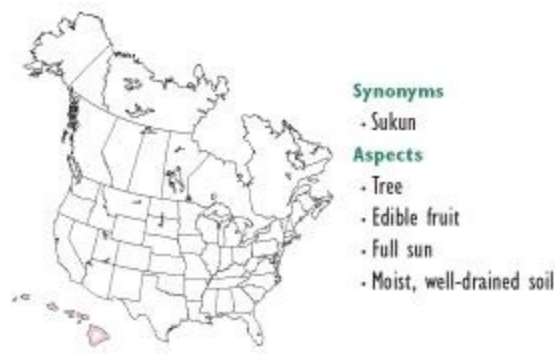 Synonyms
· Sukun
Aspects
· Tree
· Edible fruit
· Full sun
· Moist, well-drained soil